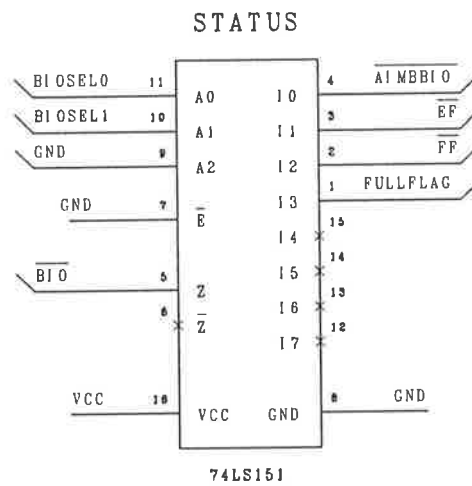 STATUS
BIOSEL0 11 A0 I0 4 AIMBBIO
BIOSEL1 10 A1 I1 3 EF
GND 9 A2 I2 2 FF
I3 1 FULLFLAG
GND 7 E I4 15
I5 14
BIO 5 Z I6 13
6 Z I7 12
VCC 16 VCC GND 8 GND
74LS151